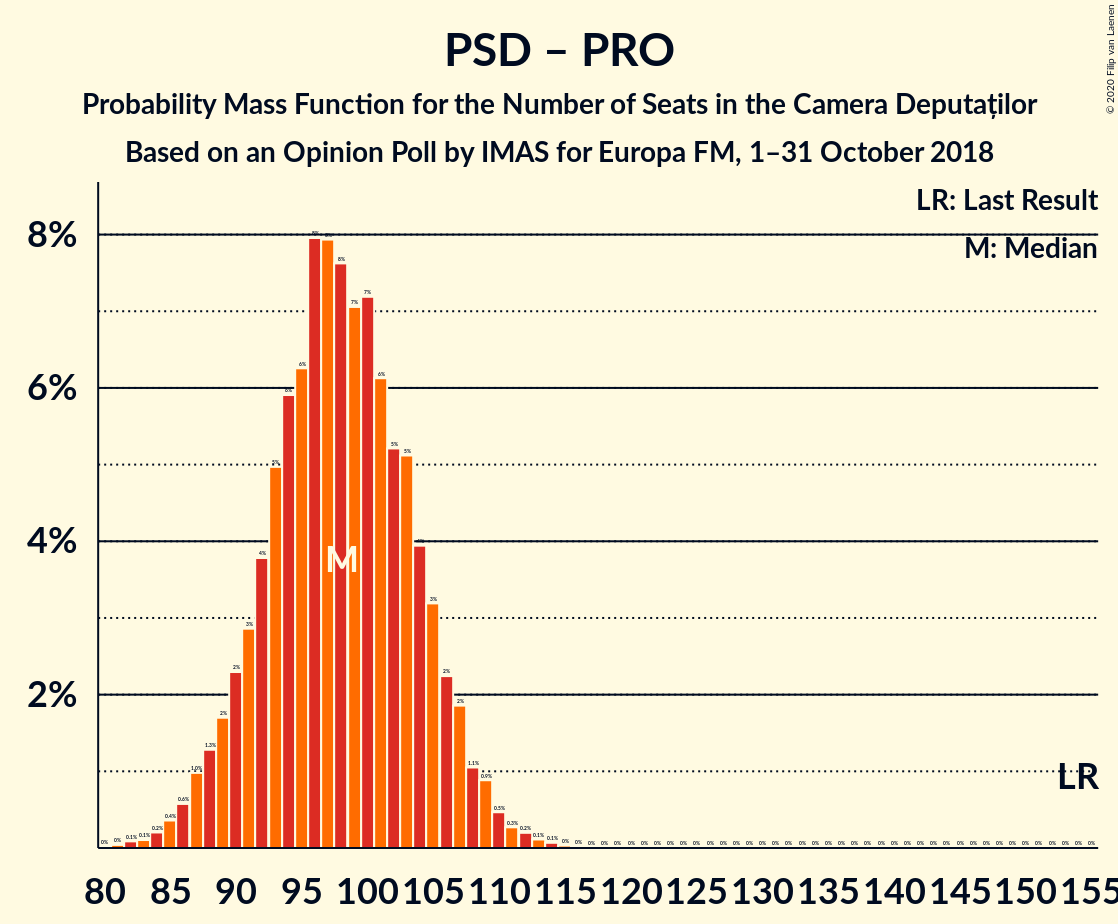 PSD – PRO
Probability Mass Function for the Number of Seats in the Camera Deputaților
Based on an Opinion Poll by IMAS for Europa FM, 1–31 October 2018
© 2020 Filip van Laenen
LR: Last Result
M: Median
8%
6%
4%
2%
M
LR
80 85 90 95 100 105 110 115 120 125 130 135 140 145 150 155